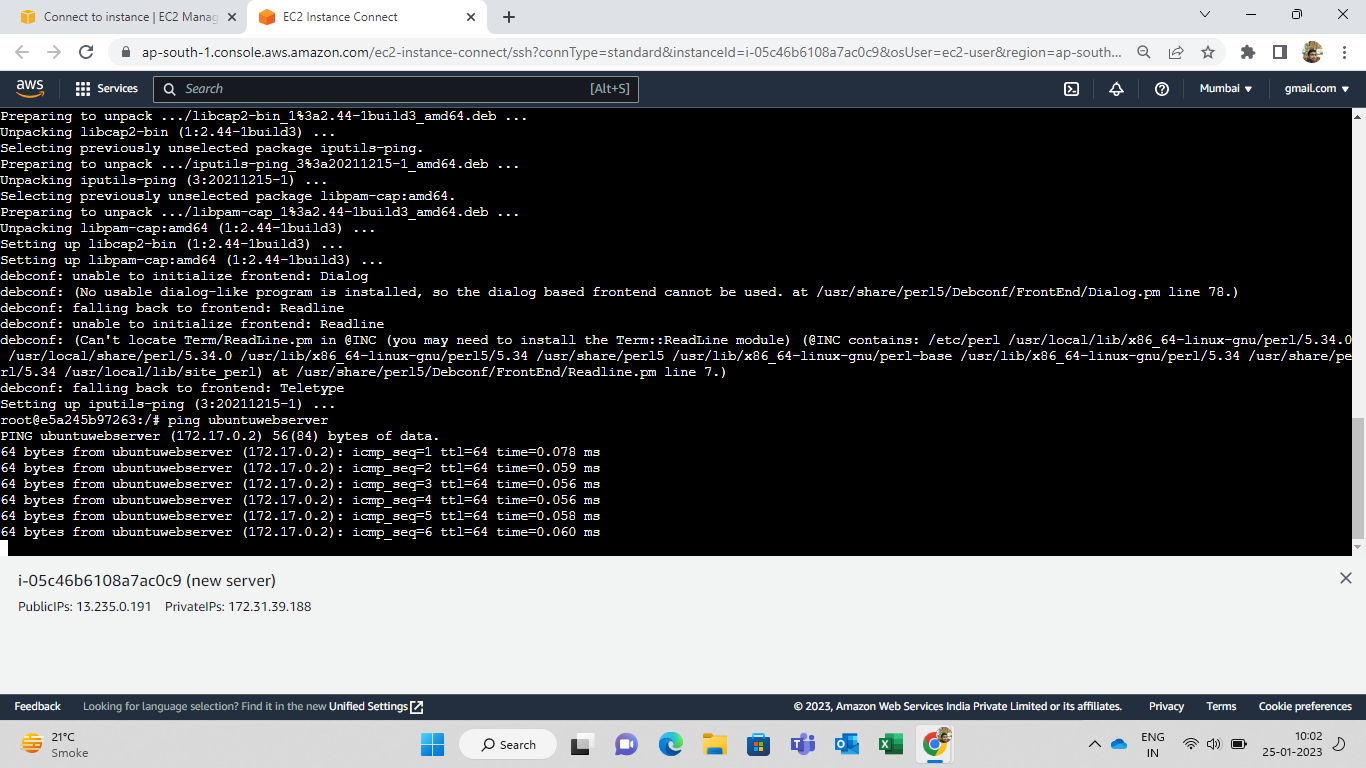 Connect to instance | EC2 Manag
EC2 Instance Connect
ap-south-1.console.aws.amazon.com/ec2-instance-connect/ssh?connType=standard&instanceId=i-05c46b6108a7ac0c9&osUser=ec2-user&region=ap-south...
aws Services Search [Alt+S] Mumbai gmail.com
Preparing to unpack .../libcap2-bin_1%3a2.44-1build3_amd64.deb ...
Unpacking libcap2-bin (1:2.44-1build3) ...
Selecting previously unselected package iputils-ping.
Preparing to unpack .../iputils-ping_3%3a20211215-1_amd64.deb ...
Unpacking iputils-ping (3:20211215-1) ...
Selecting previously unselected package libpam-cap:amd64.
Preparing to unpack .../libpam-cap_1%3a2.44-1build3_amd64.deb ...
Unpacking libpam-cap:amd64 (1:2.44-1build3) ...
Setting up libcap2-bin (1:2.44-1build3) ...
Setting up libpam-cap:amd64 (1:2.44-1build3) ...
debconf: unable to initialize frontend: Dialog
debconf: (No usable dialog-like program is installed, so the dialog based frontend cannot be used. at /usr/share/perl5/Debconf/FrontEnd/Dialog.pm line 78.)
debconf: falling back to frontend: Readline
debconf: unable to initialize frontend: Readline
debconf: (Can't locate Term/ReadLine.pm in @INC (you may need to install the Term::ReadLine module) (@INC contains: /etc/perl /usr/local/lib/x86_64-linux-gnu/perl/5.34.0
/usr/local/share/perl/5.34.0 /usr/lib/x86_64-linux-gnu/perl5/5.34 /usr/share/perl5 /usr/lib/x86_64-linux-gnu/perl-base /usr/lib/x86_64-linux-gnu/perl/5.34 /usr/share/pe
rl/5.34 /usr/local/lib/site_perl) at /usr/share/perl5/Debconf/FrontEnd/Readline.pm line 7.)
debconf: falling back to frontend: Teletype
Setting up iputils-ping (3:20211215-1) ...
root@e5a245b97263:/# ping ubuntuwebserver
PING ubuntuwebserver (172.17.0.2) 56(84) bytes of data.
64 bytes from ubuntuwebserver (172.17.0.2): icmp_seq=1 ttl=64 time=0.078 ms
64 bytes from ubuntuwebserver (172.17.0.2): icmp_seq=2 ttl=64 time=0.059 ms
64 bytes from ubuntuwebserver (172.17.0.2): icmp_seq=3 ttl=64 time=0.056 ms
64 bytes from ubuntuwebserver (172.17.0.2): icmp_seq=4 ttl=64 time=0.056 ms
64 bytes from ubuntuwebserver (172.17.0.2): icmp_seq=5 ttl=64 time=0.058 ms
64 bytes from ubuntuwebserver (172.17.0.2): icmp_seq=6 ttl=64 time=0.060 ms
i-05c46b6108a7ac0c9 (new server)
PublicIPs: 13.235.0.191 PrivateIPs: 172.31.39.188
Feedback Looking for language selection? Find it in the new Unified Settings © 2023, Amazon Web Services India Private Limited or its affiliates. Privacy Terms Cookie preferences
21°C
Smoke
Search
ENG
IN
10:02
25-01-2023